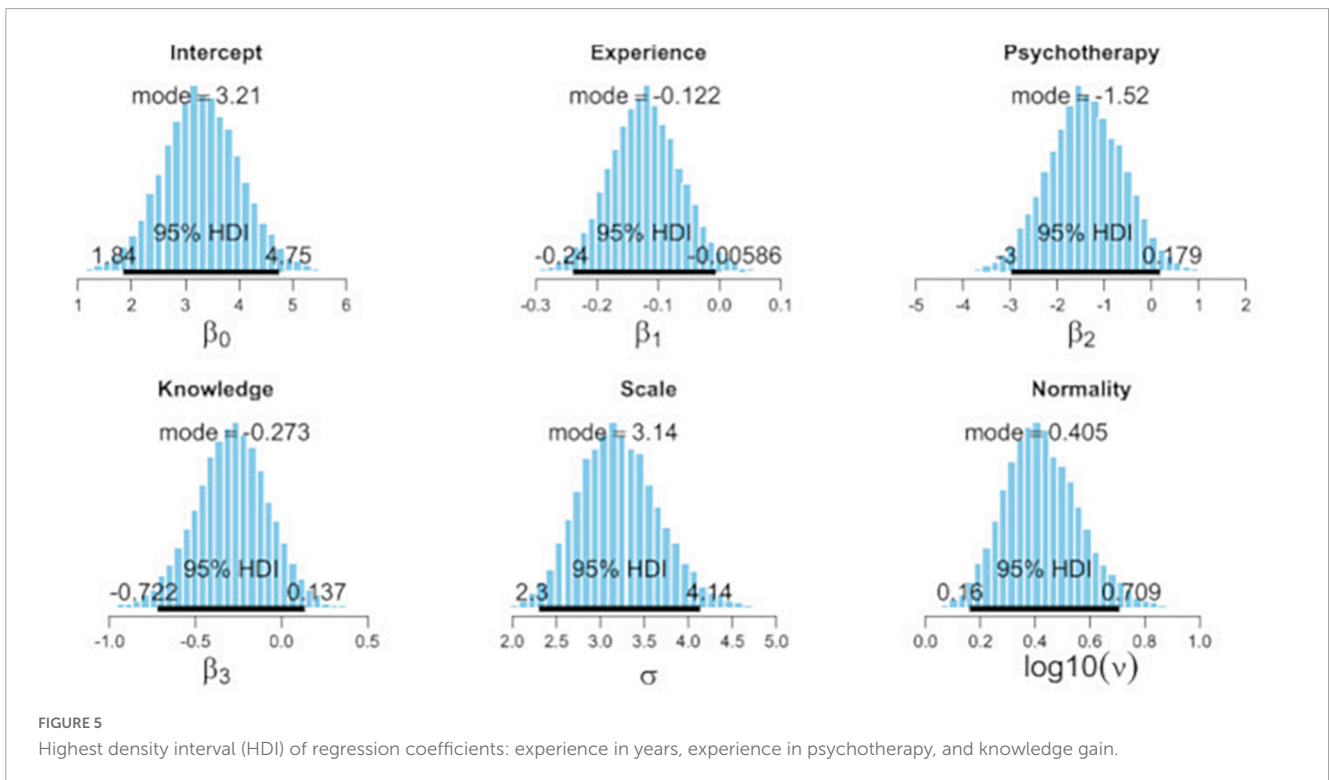 Intercept
mode = 3.21
95% HDI
1.84 4.75
1 2 3 4 5 6
β0
Experience
mode = -0.122
95% HDI
-0.24 -0.00586
-0.3 -0.2 -0.1 0.0 0.1
β1
Psychotherapy
mode = -1.52
95% HDI
-3 0.179
-5 -4 -3 -2 -1 0 1 2
β2
Knowledge
mode = -0.273
95% HDI
-0.722 0.137
-1.0 -0.5 0.0 0.5
β3
Scale
mode = 3.14
95% HDI
2.3 4.14
2.0 2.5 3.0 3.5 4.0 4.5 5.0
σ
Normality
mode = 0.405
95% HDI
0.16 0.709
0.0 0.2 0.4 0.6 0.8 1.0
log10(ν)
FIGURE 5
Highest density interval (HDI) of regression coefficients: experience in years, experience in psychotherapy, and knowledge gain.